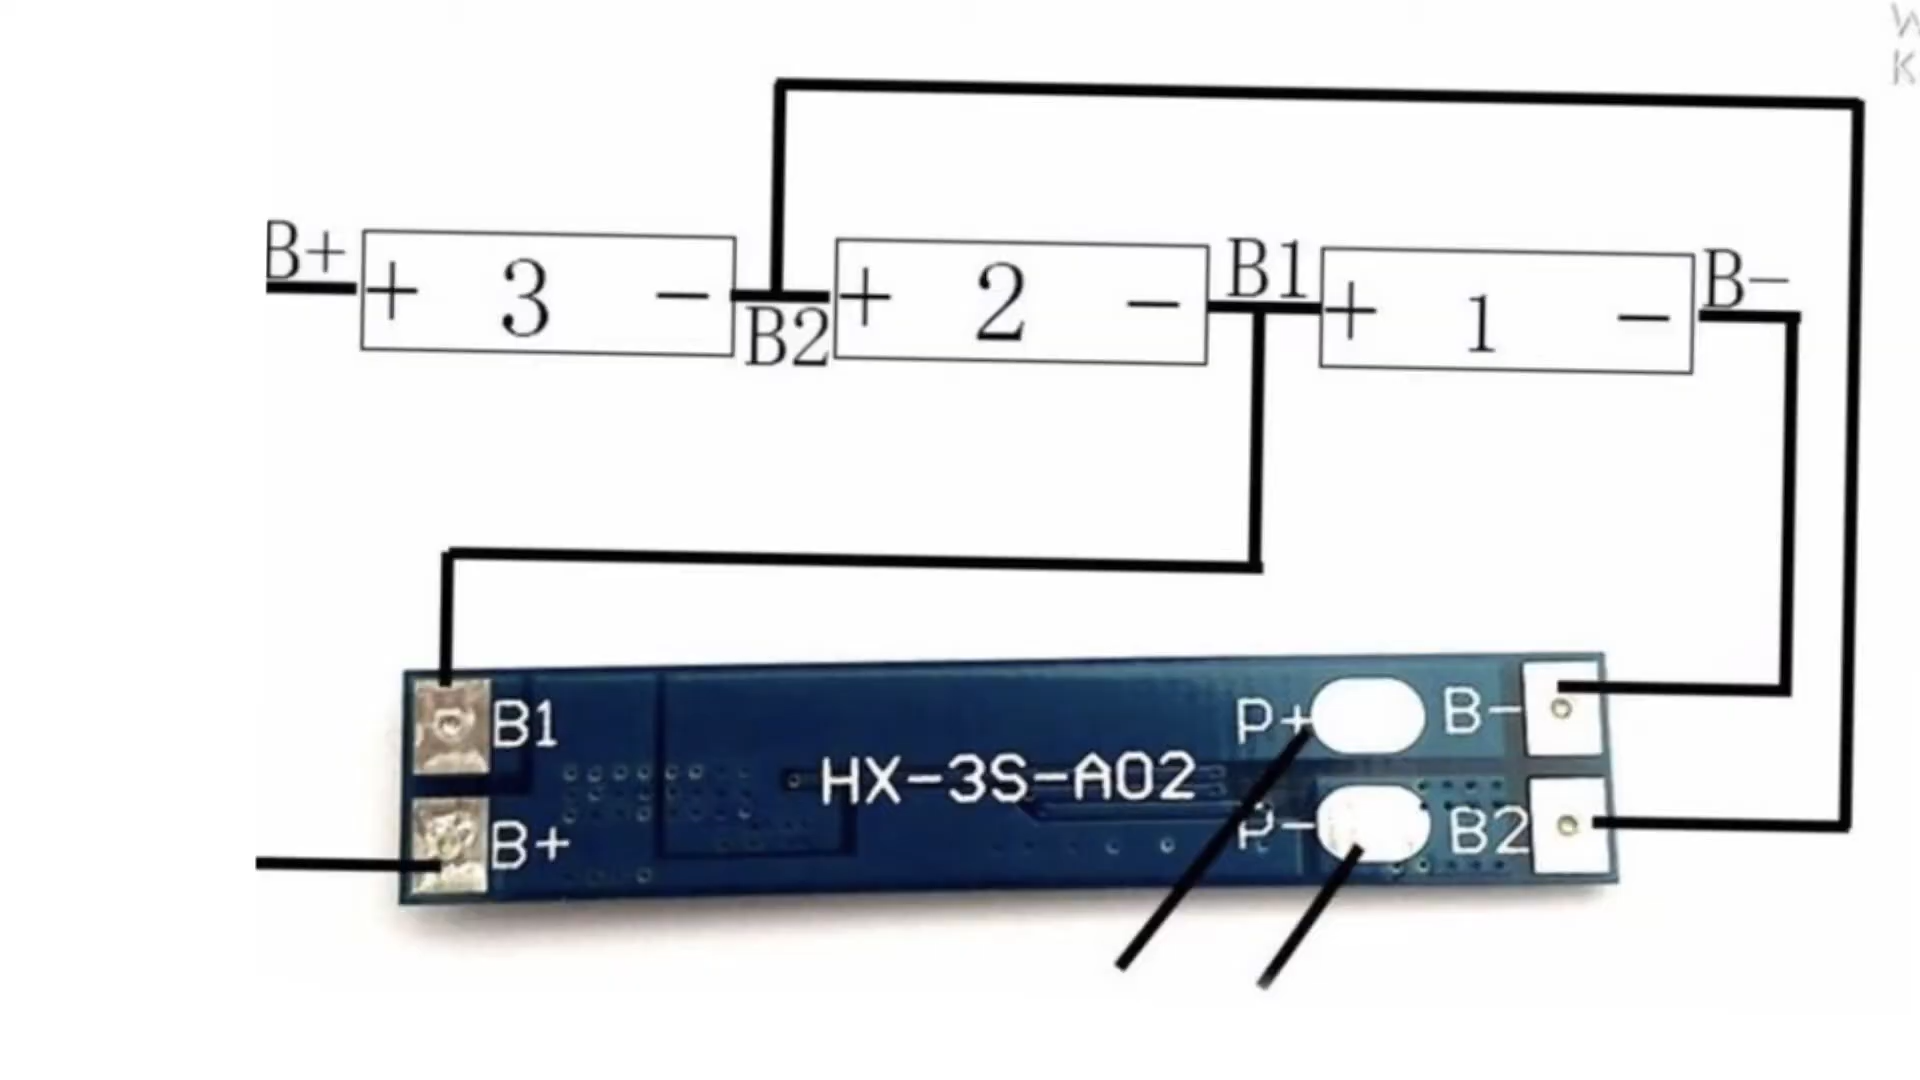 W
K
B+
+ 3 -
B2
+ 2 -
B1
+ 1 -
B-
B1
B+
HX-3S-A02
P+
P-
B-
B2